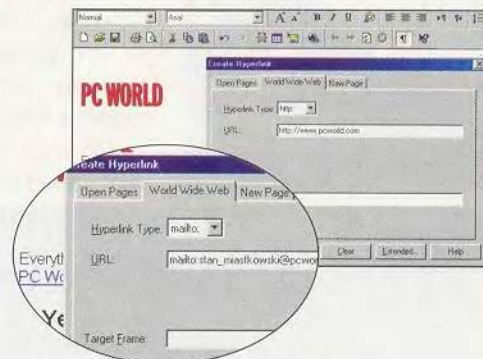 Normal Arial A A B I U
Create Hyperlink
Open Pages World Wide Web New Page
Hyperlink Type: http:
URL: http://www.pcworld.com
PC WORLD
Clear Extended... Help
Create Hyperlink
Open Pages World Wide Web New Page
Hyperlink Type: mailto:
URL: mailto:stan_miastkowski@pcwor
Target Frame:
Everyth
PC Wo
Ye